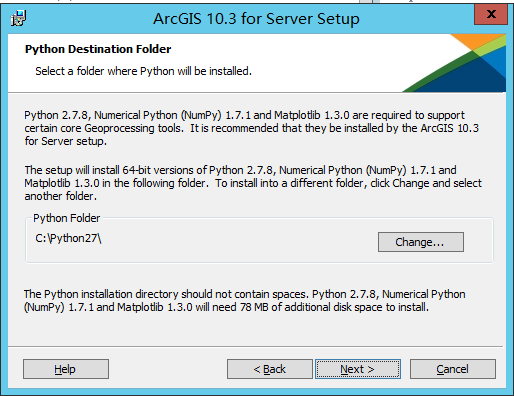 ArcGIS 10.3 for Server Setup
x
Python Destination Folder
Select a folder where Python will be installed.
Python 2.7.8, Numerical Python (NumPy) 1.7.1 and Matplotlib 1.3.0 are required to support
certain core Geoprocessing tools.  It is recommended that they be installed by the ArcGIS 10.3
for Server setup.
The setup will install 64-bit versions of Python 2.7.8, Numerical Python (NumPy) 1.7.1 and
Matplotlib 1.3.0 in the following folder.  To install into a different folder, click Change and select
another folder.
Python Folder
C:\Python27\
Change...
The Python installation directory should not contain spaces. Python 2.7.8, Numerical Python
(NumPy) 1.7.1 and Matplotlib 1.3.0 will need 78 MB of additional disk space to install.
Help
< Back
Next >
Cancel